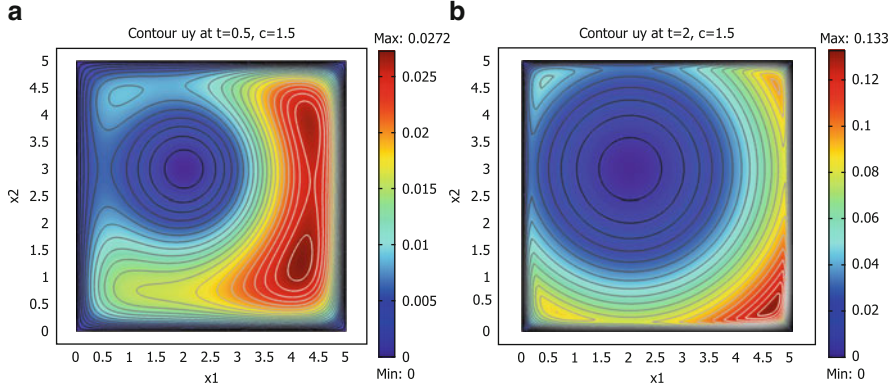 a
Contour uy at t=0.5, c=1.5
Max: 0.0272
5
4.5
4
3.5
3
2.5
2
1.5
1
0.5
0
x2
0 0.5 1 1.5 2 2.5 3 3.5 4 4.5 5
x1
0.025
0.02
0.015
0.01
0.005
0
Min: 0
b
Contour uy at t=2, c=1.5
Max: 0.133
5
4.5
4
3.5
3
2.5
2
1.5
1
0.5
0
x2
0 0.5 1 1.5 2 2.5 3 3.5 4 4.5 5
x1
0.12
0.1
0.08
0.06
0.04
0.02
0
Min: 0